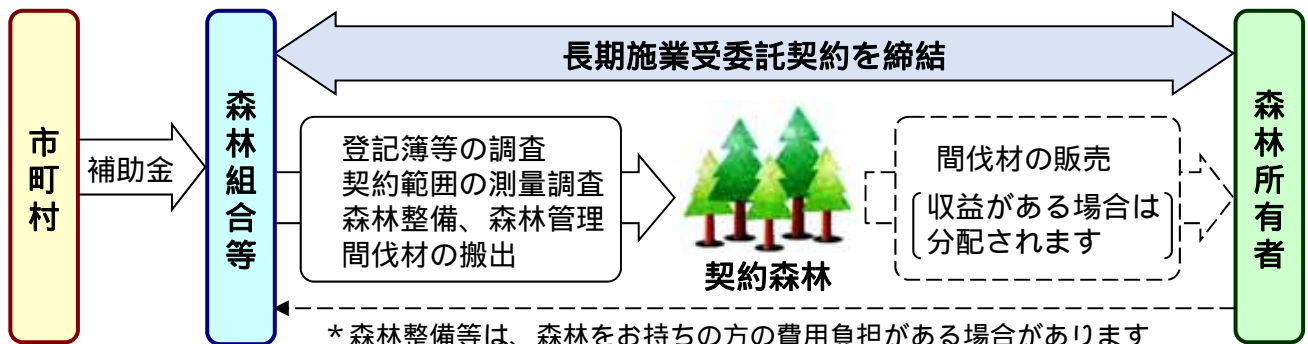 長期施業受委託契約を締結
市町村
補助金
森林組合等
登記簿等の調査
契約範囲の測量調査
森林整備、森林管理
間伐材の搬出
契約森林
間伐材の販売
収益がある場合は
分配されます
森林所有者
*森林整備等は、森林をお持ちの方の費用負担がある場合があります